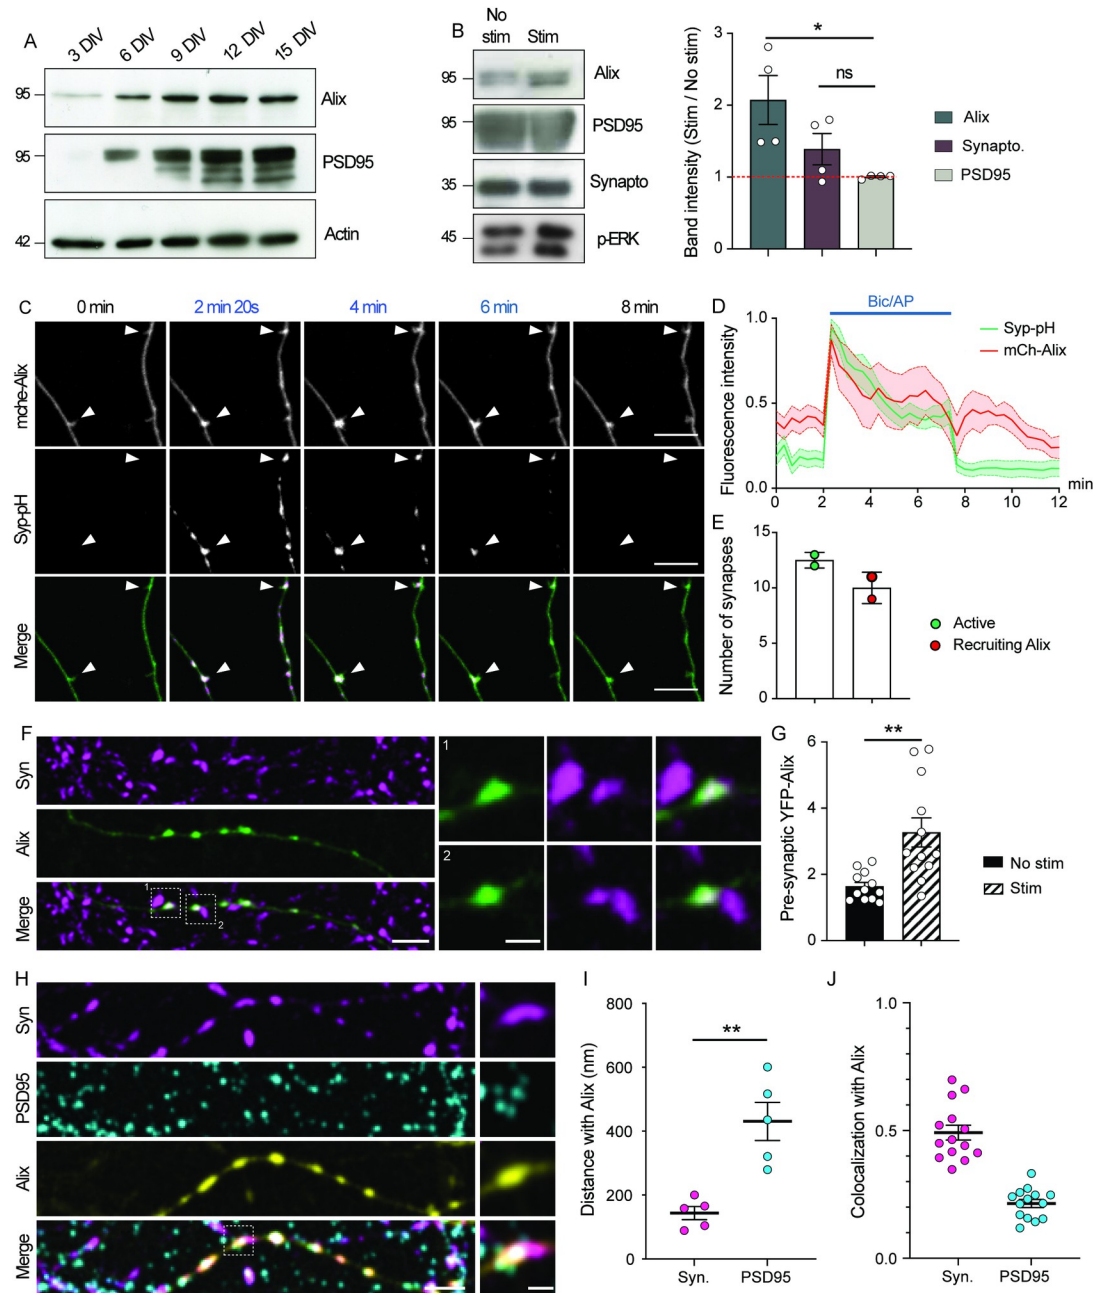 A
3 DIV
6 DIV
9 DIV
12 DIV
15 DIV
95
Alix
95
PSD95
42
Actin
B
No
stim
Stim
95
Alix
95
PSD95
35
Synapto
45
p-ERK
Band intensity (Stim / No stim)
3
2
1
0
*
ns
Alix
Synapto.
PSD95
C
0 min
2 min 20s
4 min
6 min
8 min
mche-Alix
Syp-pH
Merge
D
Bic/AP
Fluorescence intensity
1.0
0.5
0.0
0
2
4
6
8
10
12
min
Syp-pH
mCh-Alix
E
Number of synapses
15
10
5
0
Active
Recruiting Alix
F
Syn
Alix
Merge
1
2
1
2
G
Pre-synaptic YFP-Alix
6
4
2
0
**
No stim
Stim
H
Syn
PSD95
Alix
Merge
I
Distance with Alix (nm)
800
600
400
200
0
**
Syn.
PSD95
J
Colocalization with Alix
1.0
0.5
0.0
Syn.
PSD95